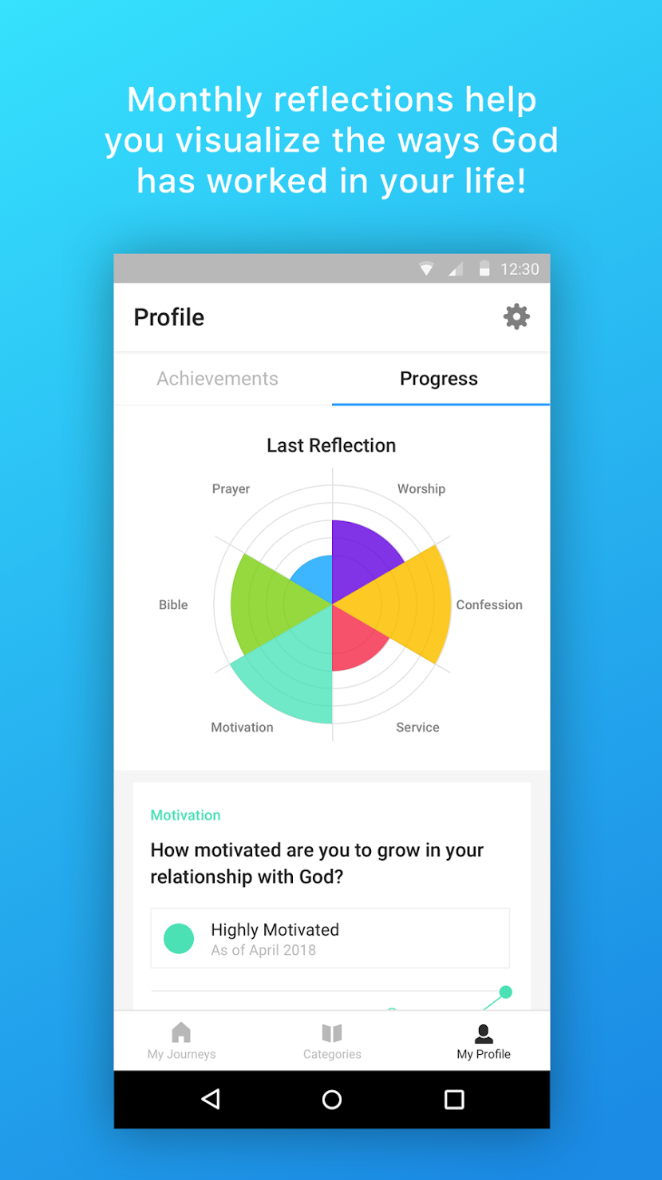 Monthly reflections help
you visualize the ways God
has worked in your life!
12:30
Profile
Achievements
Progress
Last Reflection
Prayer
Worship
Bible
Confession
Motivation
Service
Motivation
How motivated are you to grow in your
relationship with God?
Highly Motivated
As of April 2018
My Journeys
Categories
My Profile